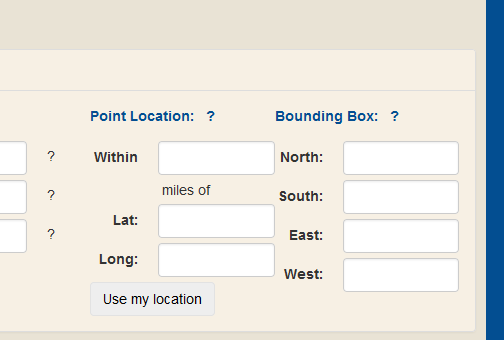 Point Location: ? Bounding Box: ?
? Within North:
? miles of South:
Lat:
? East:
Long:
West:
Use my location